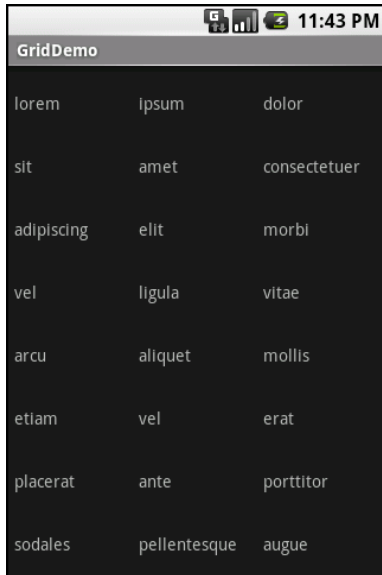 11:43 PM
GridDemo
lorem ipsum dolor
sit amet consectetuer
adipiscing elit morbi
vel ligula vitae
arcu aliquet mollis
etiam vel erat
placerat ante porttitor
sodales pellentesque augue